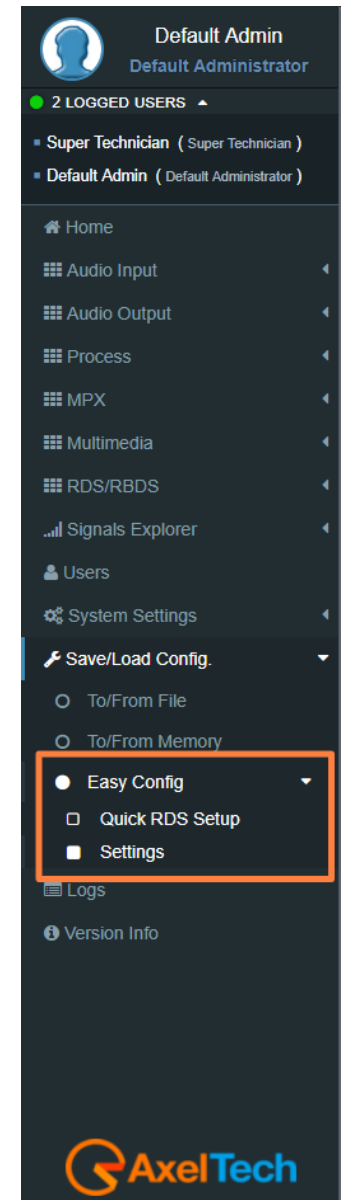 Default Admin
Default Administrator
2 LOGGED USERS
Super Technician ( Super Technician )
Default Admin ( Default Administrator )
Home
Audio Input
Audio Output
Process
MPX
Multimedia
RDS/RBDS
Signals Explorer
Users
System Settings
Save/Load Config.
To/From File
To/From Memory
Easy Config
Quick RDS Setup
Settings
Logs
Version Info
AxelTech